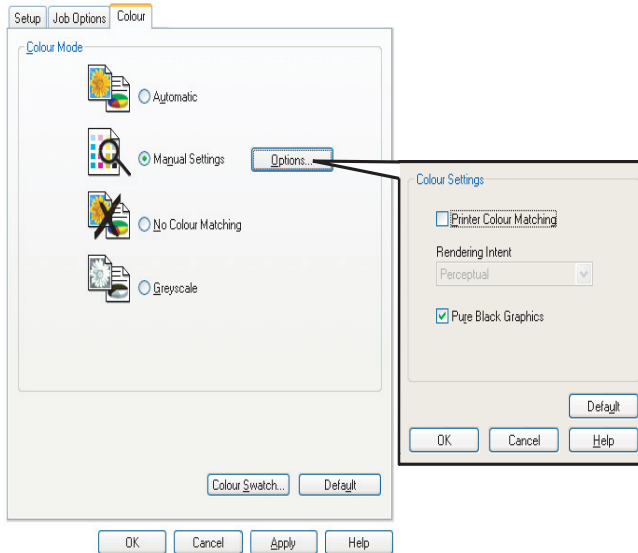 Setup Job Options Colour
Colour Mode
Automatic
Manual Settings Options...
No Colour Matching
Greyscale
Colour Swatch... Default
OK Cancel Apply Help
Colour Settings
Printer Colour Matching
Rendering Intent
Perceptual
Pure Black Graphics
Default
OK Cancel Help